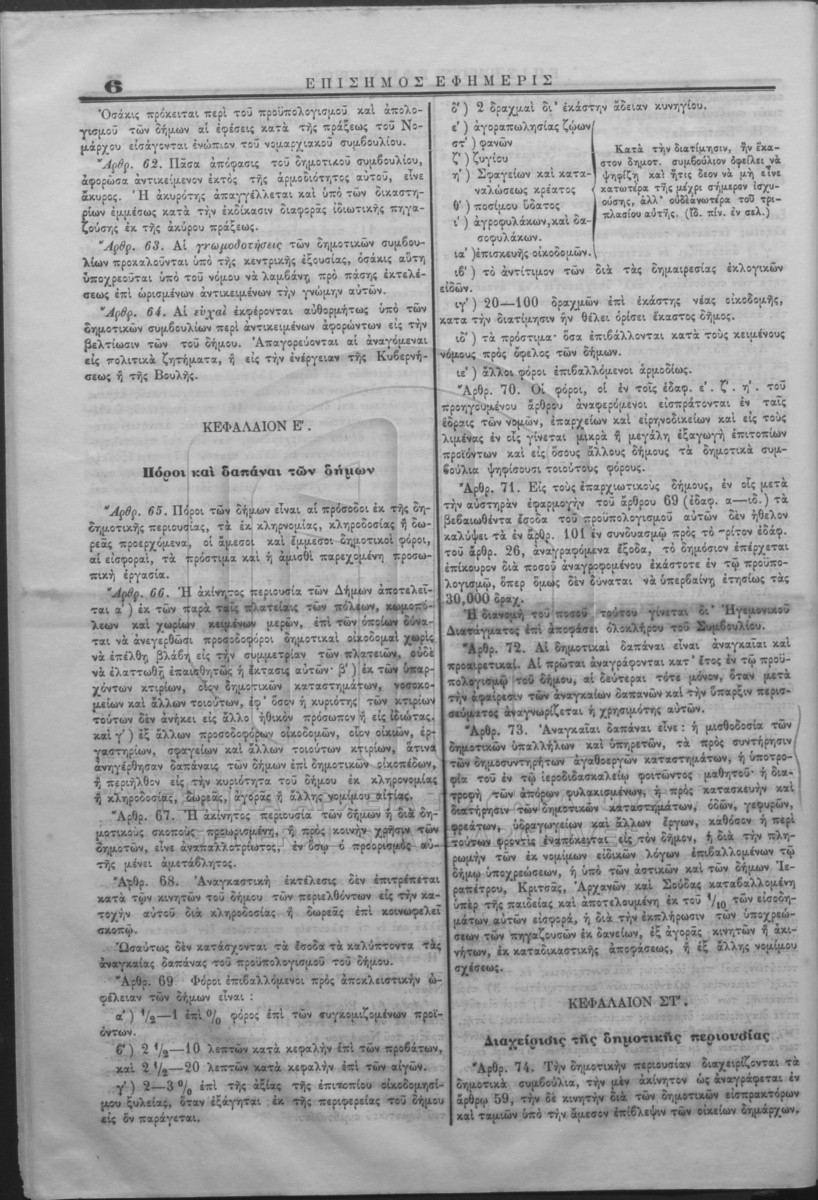 6
ΕΠΙΣΗΜΟΣ ΕΦΗΜΕΡΙΣ
Ὁσάκις πρόκειται περὶ τοῦ προϋπολογισμοῦ καὶ ἀπολο-
γισμοῦ τῶν δήμων αἱ ἐφέσεις κατὰ τῆς πράξεως τοῦ Νο-
μάρχου εἰσάγονται ἐνώπιον τοῦ νομαρχιακοῦ συμβουλίου.
Ἄρθρ. 62. Πᾶσα ἀπόφασις τοῦ δημοτικοῦ συμβουλίου,
ἀφορῶσα ἀντικείμενον ἐκτὸς τῆς ἁρμοδιότητος αὐτοῦ, εἶνε
ἄκυρος. Ἡ ἀκυρότης ἀπαγγέλλεται καὶ ὑπὸ τῶν δικαστη-
ρίων ἐμμέσως κατὰ τὴν ἐκδίκασιν διαφορᾶς ἰδιωτικῆς πηγα-
ζούσης ἐκ τῆς ἀκύρου πράξεως.
Ἄρθρ. 63. Αἱ γνωμοδοτήσεις τῶν δημοτικῶν συμβου-
λίων προκαλοῦνται ὑπὸ τῆς κεντρικῆς ἐξουσίας, ὁσάκις αὕτη
ὑποχρεοῦται ὑπὸ τοῦ νόμου νὰ λαμβάνῃ πρὸ πάσης ἐκτελέ-
σεως ἐπὶ ὡρισμένων ἀντικειμένων τὴν γνώμην αὐτῶν.
Ἄρθρ. 64. Αἱ εὐχαὶ ἐκφέρονται αὐθορμήτως ὑπὸ τῶν
δημοτικῶν συμβουλίων περὶ ἀντικειμένων ἀφορώντων εἰς τὴν
βελτίωσιν τῶν τοῦ δήμου. Ἀπαγορεύονται αἱ ἀναγόμεναι
εἰς πολιτικὰ ζητήματα, ἢ εἰς τὴν ἐνέργειαν τῆς Κυβερνή-
σεως ἢ τῆς Βουλῆς.
ΚΕΦΑΛΑΙΟΝ Ε'.
Πόροι καὶ δαπάναι τῶν δήμων
Ἄρθρ. 65. Πόροι τῶν δήμων εἶναι αἱ πρόσοδοι ἐκ τῆς δη-
δημοτικῆς περιουσίας, τὰ ἐκ κληρνομίας, κληροδοσίας ἢ δω-
ρεᾶς προερχόμενα, οἱ ἄμεσοι καὶ ἔμμεσοι δημοτικοὶ φόροι,
αἱ εἰσφοραί, τὰ πρόστιμα καὶ ἡ ἀμισθὶ παρεχομένη προσω-
πικὴ ἐργασία.
Ἄρθρ. 66. Ἡ ἀκίνητος περιουσία τῶν Δήμων ἀποτελεῖ-
ται α') ἐκ τῶν παρὰ ταῖς πλατείαις τῶν πόλεων, κωμοπό-
λεων καὶ χωρίων κειμένων μερῶν, ἐπὶ τῶν ὁποίων δύνα-
ται νὰ ἀνεγερθῶσι προσοδοφόροι δημοτικαὶ οἰκοδομαὶ χωρὶς
νὰ ἐπέλθῃ βλάβη εἰς τὴν συμμετρίαν τῶν πλατειῶν, οὐδὲ
νὰ ἐλαττωθῇ ἐπαισθητῶς ἡ ἔκτασις αὐτῶν· β') ἐκ τῶν ὑπαρ-
χόντων κτιρίων, οἷον δημοτικῶν καταστημάτων, νοσοκο-
μείων καὶ ἄλλων τοιούτων, ἐφ' ὅσον ἡ κυριότης τῶν κτιρίων
τούτων δὲν ἀνήκει εἰς ἄλλο ἠθικὸν πρόσωπον ἢ εἰς ἰδιώτας.
καὶ γ') ἐξ ἄλλων προσοδοφόρων οἰκοδομῶν, οἷον οἰκιῶν, ἐρ-
γαστηρίων, σφαγείων καὶ ἄλλων τοιούτων κτιρίων, ἅτινα
ἀνηγέρθησαν δαπάναις τῶν δήμων ἐπὶ δημοτικῶν οἰκοπέδων,
ἢ περιῆλθον εἰς τὴν κυριότητα τοῦ δήμου ἐκ κληρονομίας
ἢ κληροδοσίας, δωρεᾶς, ἀγορᾶς ἢ ἄλλης νομίμου αἰτίας.
Ἄρθρ. 67. Ἡ ἀκίνητος περιουσία τῶν δήμων ἡ διὰ δη-
μοτικοὺς σκοποὺς προωρισμένη, ἢ πρὸς κοινὴν χρῆσιν τῶν
δημοτῶν, εἶνε ἀναπαλλοτρίωτος, ἐν ὅσῳ ὁ προορισμὸς αὐ-
τῆς μένει ἀμετάβλητος.
Ἄρθρ. 68. Ἀναγκαστικὴ ἐκτέλεσις δὲν ἐπιτρέπεται
κατὰ τῶν κινητῶν τοῦ δήμου τῶν περιελθόντων εἰς τὴν κα-
τοχὴν αὐτοῦ διὰ κληροδοσίας ἢ δωρεᾶς ἐπὶ κοινωφελεῖ
σκοπῷ.
Ὡσαύτως δὲν κατάσχονται τὰ ἔσοδα τὰ καλύπτοντα τὰς
ἀναγκαίας δαπάνας τοῦ προϋπολογισμοῦ τοῦ δήμου.
Ἄρθρ. 69 Φόροι ἐπιβαλλόμενοι πρὸς ἀποκλειστικὴν ὠ-
φέλειαν τῶν δήμων εἶναι :
α') 1/2—1 ἐπὶ % φόρος ἐπὶ τῶν συγκομιζομένων προϊ-
όντων.
β') 2 1/2—10 λεπτῶν κατὰ κεφαλὴν ἐπὶ τῶν προβάτων,
καὶ 2 1/2—20 λεπτῶν κατὰ κεφαλὴν ἐπὶ τῶν αἰγῶν.
γ') 2—3 % ἐπὶ τῆς ἀξίας τῆς ἐπιτοπίου οἰκοδομησί-
μου ξυλείας, ὅταν ἐξάγηται ἐκ τῆς περιφερείας τοῦ δήμου
εἰς ὃν παράγεται.
δ') 2 δραχμαὶ δι' ἑκάστην ἄδειαν κυνηγίου.
ε') ἀγοραπωλησίας ζῴων
στ') φανῶν
ζ') ζυγίου
η') Σφαγείων καὶ κατα-
ναλώσεως κρέατος
θ') ποσίμου ὕδατος
ι') ἀγροφυλάκων, καὶ δα-
σοφυλάκων.
ια') ἐπισκευῆς οἰκοδομῶν.
Κατὰ τὴν διατίμησιν, ἣν ἕκα-
στον δημοτ. συμβούλιον ὀφείλει νὰ
ψηφίζῃ καὶ ἥτις δεον νὰ μὴ εἶνε
κατωτέρα τῆς μέχρι σήμερον ἰσχυ-
ούσης, ἀλλ' οὐδὲ ἀνωτέρα τοῦ τρι-
πλασίου αὐτῆς. (Ἰδ. πίν. ἐν σελ.)
ιβ') τὸ ἀντίτιμον τῶν διὰ τὰς δημαιρεσίας ἐκλογικῶν
εἰδῶν.
ιγ') 20—100 δραχμῶν ἐπὶ ἑκάστης νέας οἰκοδομῆς,
κατα τὴν διατίμησιν ἣν θέλει ὁρίσει ἕκαστος δῆμος.
ιδ') τὰ πρόστιμα· ὅσα ἐπιβάλλονται κατὰ τοὺς κειμένους
νόμους πρὸς ὄφελος τῶν δήμων.
ιε') ἄλλοι φόροι ἐπιβαλλόμενοι ἁρμοδίως.
Ἄρθρ. 70. Οἱ φόροι, οἱ ἐν τοῖς ἐδαφ. ε'. ζ'. η'. τοῦ
προηγουμένου ἄρθρου ἀναφερόμενοι εἰσπράτονται ἐν ταῖς
ἕδραις τῶν νομῶν, ἐπαρχείων καὶ εἰρηνοδικείων καὶ εἰς τοὺς
λιμένας ἐν οἷς γίνεται μικρὰ ἢ μεγάλη ἐξαγωγὴ ἐπιτοπίων
προϊόντων καὶ εἰς ὅσους ἄλλους δήμους τὰ δημοτικὰ συμ-
βούλια ψηφίσουσι τοιούτους φόρους.
Ἄρθρ. 71. Εἰς τοὺς ἐπαρχιωτικοὺς δήμους, ἐν οἷς μετὰ
τὴν αὐστηρὰν ἐφαρμογὴν τοῦ ἄρθρου 69 (ἐδαφ. α—ιδ.) τὰ
βεβαιωθέντα ἔσοδα τοῦ προϋπολογισμοῦ αὐτῶν δὲν ἤθελον
καλύψει τὰ ἐν ἄρθρ. 101 ἐν συνδυασμῷ πρὸς τὸ τρίτον ἐδάφ.
τοῦ ἄρθρ. 26, ἀναγραφόμενα ἔξοδα, τὸ δημόσιον ἐπέρχεται
ἐπίκουρον διὰ ποσοῦ ἀναγραφομένου ἑκάστοτε ἐν τῷ προϋπο-
λογισμῷ, ὅπερ ὅμως δὲν δύναται νὰ ὑπερβαίνῃ ἐτησίως τὰς
30,000 δραχ.
Ἡ διανομὴ τοῦ ποσοῦ τούτου γίνεται δι' Ἡγεμονικοῦ
Διατάγματος ἐπὶ ἀποφάσει ὁλοκλήρου τοῦ Συμβουλίου.
Ἄρθρ. 72. Αἱ δημοτικαὶ δαπάναι εἶναι ἀναγκαῖαι καὶ
προαιρετικαί. Αἱ πρῶται ἀναγράφονται κατ' ἔτος ἐν τῷ προϋ-
πολογισμῷ τοῦ δήμου, αἱ δεύτεραι τότε μόνον, ὅταν μετὰ
τὴν ἀφαίρεσιν τῶν ἀναγκαίων δαπανῶν καὶ τὴν ὕπαρξιν περισ-
σεύματος ἀναγνωρίζεται ἡ χρησιμότης αὐτῶν.
Ἄρθρ. 73. Ἀναγκαῖαι δαπάναι εἶνε : ἡ μισθοδοσία τῶν
δημοτικῶν ὑπαλλήλων καὶ ὑπηρετῶν, τὰ πρὸς συντήρησιν
τῶν δημοσυντηρήτων ἀγαθοεργῶν καταστημάτων, ἡ ὑποτρο-
φία τοῦ ἐν τῷ ἱεροδιδασκαλείῳ φοιτῶντος μαθητοῦ· ἡ δια-
τροφὴ τῶν ἀπόρων φυλακισμένων, ἡ πρὸς κατασκευὴν καὶ
διατήρησιν τῶν δημοτικῶν καταστημάτων, ὁδῶν, γεφυρῶν,
φρεάτων, ὑδραγωγείων καὶ ἄλλων ἔργων, καθόσον ἡ περὶ
τούτων φροντὶς ἐναπόκειται εἰς τὸν δῆμον, ἡ διὰ τὴν πλη-
ρωμὴν τῶν ἐκ νομίμων εἰδικῶν λόγων ἐπιβαλλομένων τῷ
δήμῳ ὑποχρεώσεων, ἡ ὑπὸ τῶν ἀστικῶν καὶ τῶν δήμων Ἱε-
ραπέτρου, Κριτσᾶς, Ἀρχανῶν καὶ Σούδας καταβαλλομένη
ὑπὲρ τῆς παιδείας καὶ ἀποτελουμένη ἐκ τοῦ 1/10 τῶν εἰσοδη-
μάτων αὐτῶν εἰσφορά, ἡ διὰ τὴν ἐκπλήρωσιν τῶν ὑποχρεώ-
σεων τῶν πηγαζουσῶν ἐκ δανείων, ἐξ ἀγορᾶς κινητῶν ἢ ἀκι-
νήτων, ἐκ καταδικαστικῆς ἀποφάσεως, ἢ ἐξ ἄλλης νομίμου
σχέσεως.
ΚΕΦΑΛΑΙΟΝ ΣΤ'.
Διαχείρισις τῆς δημοτικῆς περιουσίας
Ἄρθρ. 74. Τὴν δημοτικὴν περιουσίαν διαχειρίζονται τὰ
δημοτικὰ συμβούλια, τὴν μὲν ἀκίνητον ὡς ἀναγράφεται ἐν
ἄρθρῳ 59, τὴν δὲ κινητὴν διὰ τῶν δημοτικῶν εἰσπρακτόρων
καὶ ταμιῶν ὑπὸ τὴν ἄμεσον ἐπίβλεψιν τῶν οἰκείων δημάρχων.